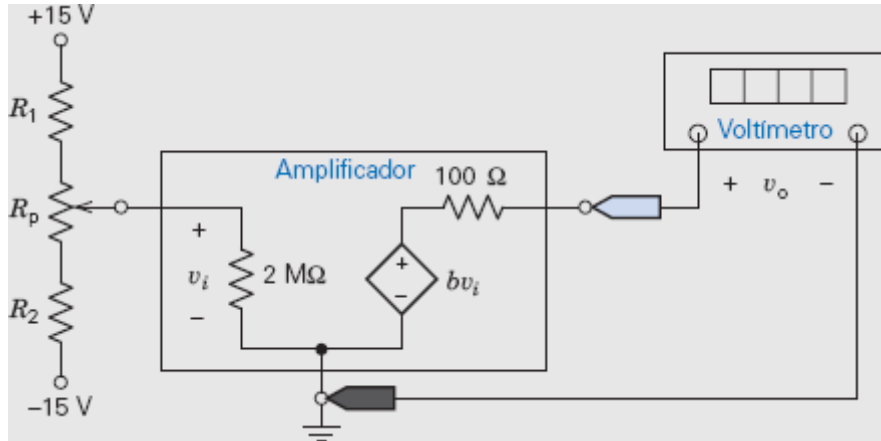 +15 V
R1
Rp
R2
–15 V
Amplificador
+
vi
–
2 MΩ
100 Ω
+
–
bvi
Voltímetro
+ vo –